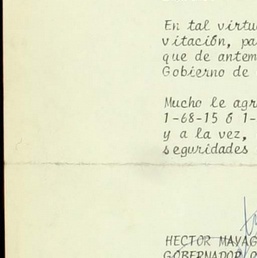 En tal virtu
vitación, pa
que de antem
Gobierno de
Mucho le agr
1-68-15 ó 1-
y a la vez,
seguridades
HECTOR MAYAG
GOBERNADOR